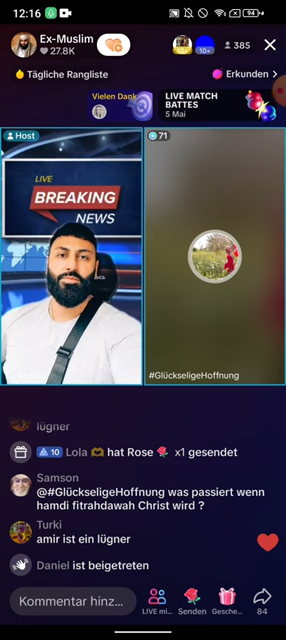 12:16
94
Ex-Muslim
27.8K
10+
385
Tägliche Rangliste
Erkunden >
Vielen Dank
LIVE MATCH
BATTES
5 Mai
Host
71
LIVE
BREAKING
NEWS
#GlückseligeHoffnung
lügner
10 Lola 🫶 hat Rose 🌹 x1 gesendet
Samson
@#GlückseligeHoffnung was passiert wenn
hamdi fitrahdawah Christ wird ?
Turki
amir ist ein lügner
Daniel ist beigetreten
Kommentar hinz...
LIVE mi...
Senden
Gesche...
84